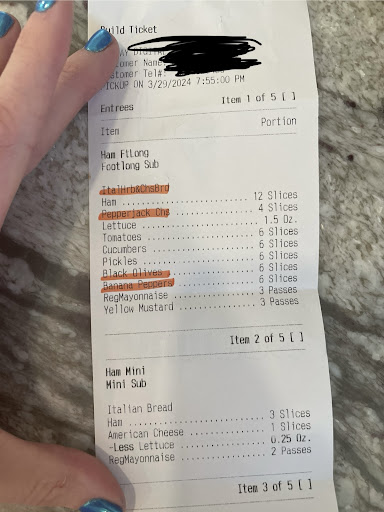 Build Ticket
Customer Name
Customer Tel#:
PICKUP ON 3/29/2024 7:55:00 PM
Item 1 of 5 [ ]
Entrees
Item Portion
Ham FtLong
Footlong Sub
ItalHrb&ChsBrd
Ham ........................ 12 Slices
Pepperjack Chs ............. 4 Slices
Lettuce .................... 1.5 Oz.
Tomatoes ................... 6 Slices
Cucumbers .................. 6 Slices
Pickles .................... 6 Slices
Black Olives ............... 6 Slices
Banana Peppers ............. 6 Slices
RegMayonnaise .............. 3 Passes
Yellow Mustard ............. 3 Passes
Item 2 of 5 [ ]
Ham Mini
Mini Sub
Italian Bread
Ham ........................ 3 Slices
American Cheese ............ 1 Slices
-Less Lettuce .............. 0.25 Oz.
RegMayonnaise .............. 2 Passes
Item 3 of 5 [ ]